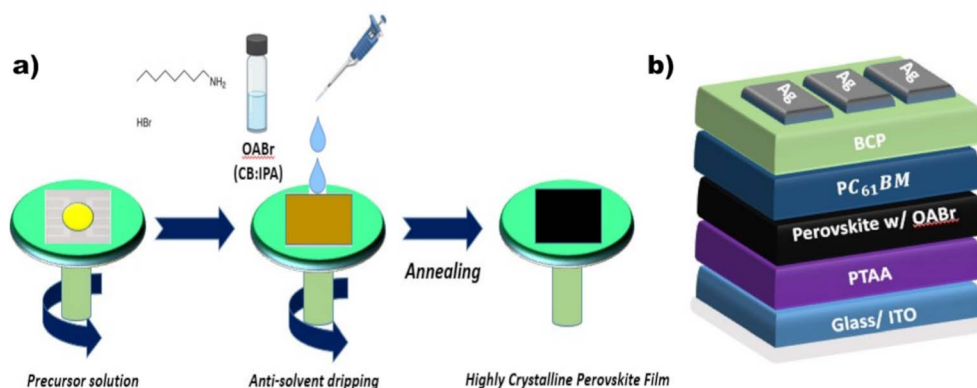 a)
NH₂
HBr
OABr
(CB:IPA)
Annealing
Precursor solution
Anti-solvent dripping
Highly Crystalline Perovskite Film
b)
Ag Ag Ag
BCP
PC₆₁BM
Perovskite w/ OABr
PTAA
Glass/ ITO